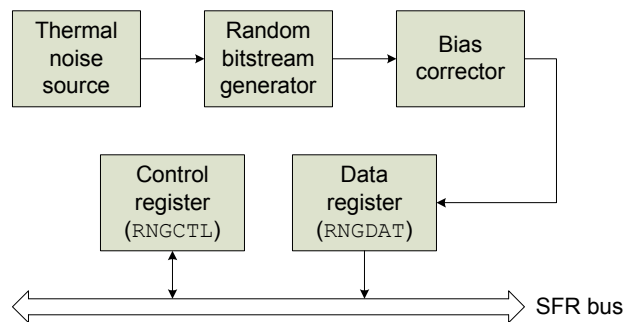 Thermal
noise
source
Random
bitstream
generator
Bias
corrector
Control
register
(RNGCTL)
Data
register
(RNGDAT)
SFR bus